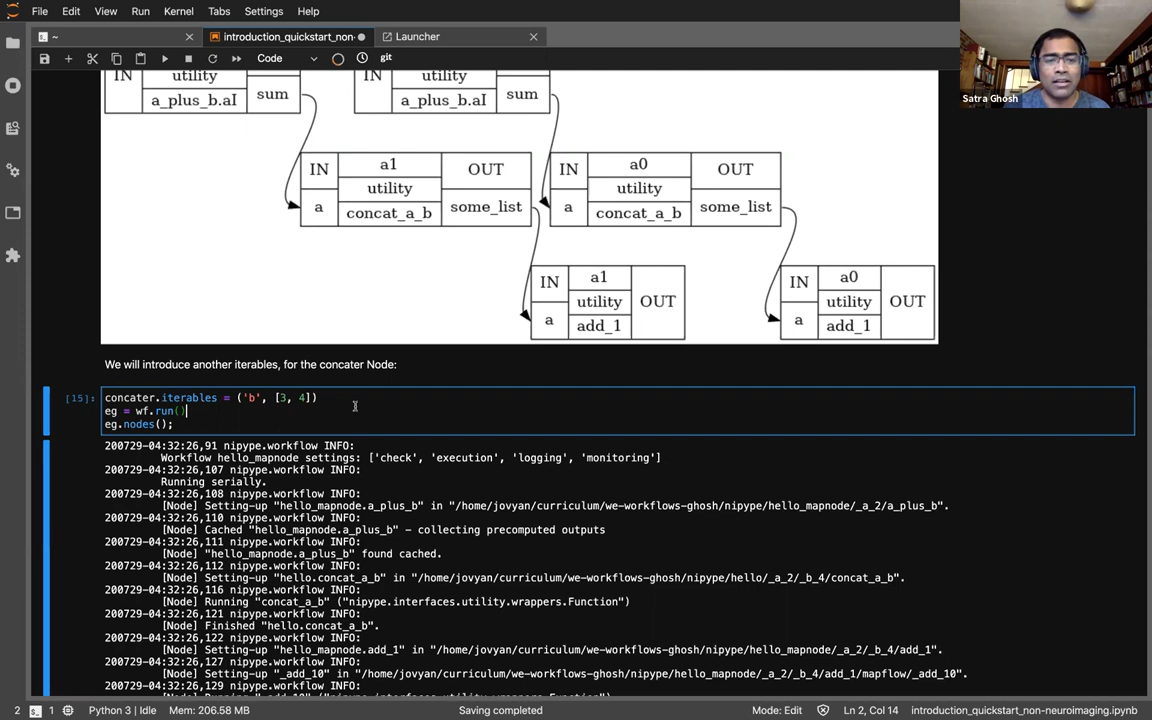 File Edit View Run Kernel Tabs Settings Help
~ × introduction_quickstart_non- Launcher ×
Code git
IN utility a_plus_b.aI sum IN utility a_plus_b.aI sum
IN a1 OUT IN a0 OUT
utility utility
a concat_a_b some_list a concat_a_b some_list
IN a1 OUT IN a0 OUT
utility utility
a add_1 a add_1
We will introduce another iterables, for the concater Node:
[15]: concater.iterables = ('b', [3, 4])
eg = wf.run()
eg.nodes();
200729-04:32:26,91 nipype.workflow INFO:
Workflow hello_mapnode settings: ['check', 'execution', 'logging', 'monitoring']
200729-04:32:26,107 nipype.workflow INFO:
Running serially.
200729-04:32:26,108 nipype.workflow INFO:
[Node] Setting-up "hello_mapnode.a_plus_b" in "/home/jovyan/curriculum/we-workflows-ghosh/nipype/hello_mapnode/_a_2/a_plus_b".
200729-04:32:26,110 nipype.workflow INFO:
[Node] Cached "hello_mapnode.a_plus_b" - collecting precomputed outputs
200729-04:32:26,111 nipype.workflow INFO:
[Node] "hello_mapnode.a_plus_b" found cached.
200729-04:32:26,112 nipype.workflow INFO:
[Node] Setting-up "hello.concat_a_b" in "/home/jovyan/curriculum/we-workflows-ghosh/nipype/hello/_a_2/_b_4/concat_a_b".
200729-04:32:26,116 nipype.workflow INFO:
[Node] Running "concat_a_b" ("nipype.interfaces.utility.wrappers.Function")
200729-04:32:26,121 nipype.workflow INFO:
[Node] Finished "hello.concat_a_b".
200729-04:32:26,122 nipype.workflow INFO:
[Node] Setting-up "hello_mapnode.add_1" in "/home/jovyan/curriculum/we-workflows-ghosh/nipype/hello_mapnode/_a_2/_b_4/add_1".
200729-04:32:26,127 nipype.workflow INFO:
[Node] Setting-up "_add_10" in "/home/jovyan/curriculum/we-workflows-ghosh/nipype/hello_mapnode/_a_2/_b_4/add_1/mapflow/_add_10".
200729-04:32:26,129 nipype.workflow INFO:
[Node] Running "_add_10" ("nipype.interfaces.utility.wrappers.Function")
2 1 Python 3 | Idle Mem: 206.58 MB Saving completed Mode: Edit Ln 2, Col 14 introduction_quickstart_non-neuroimaging.ipynb
Satra Ghosh